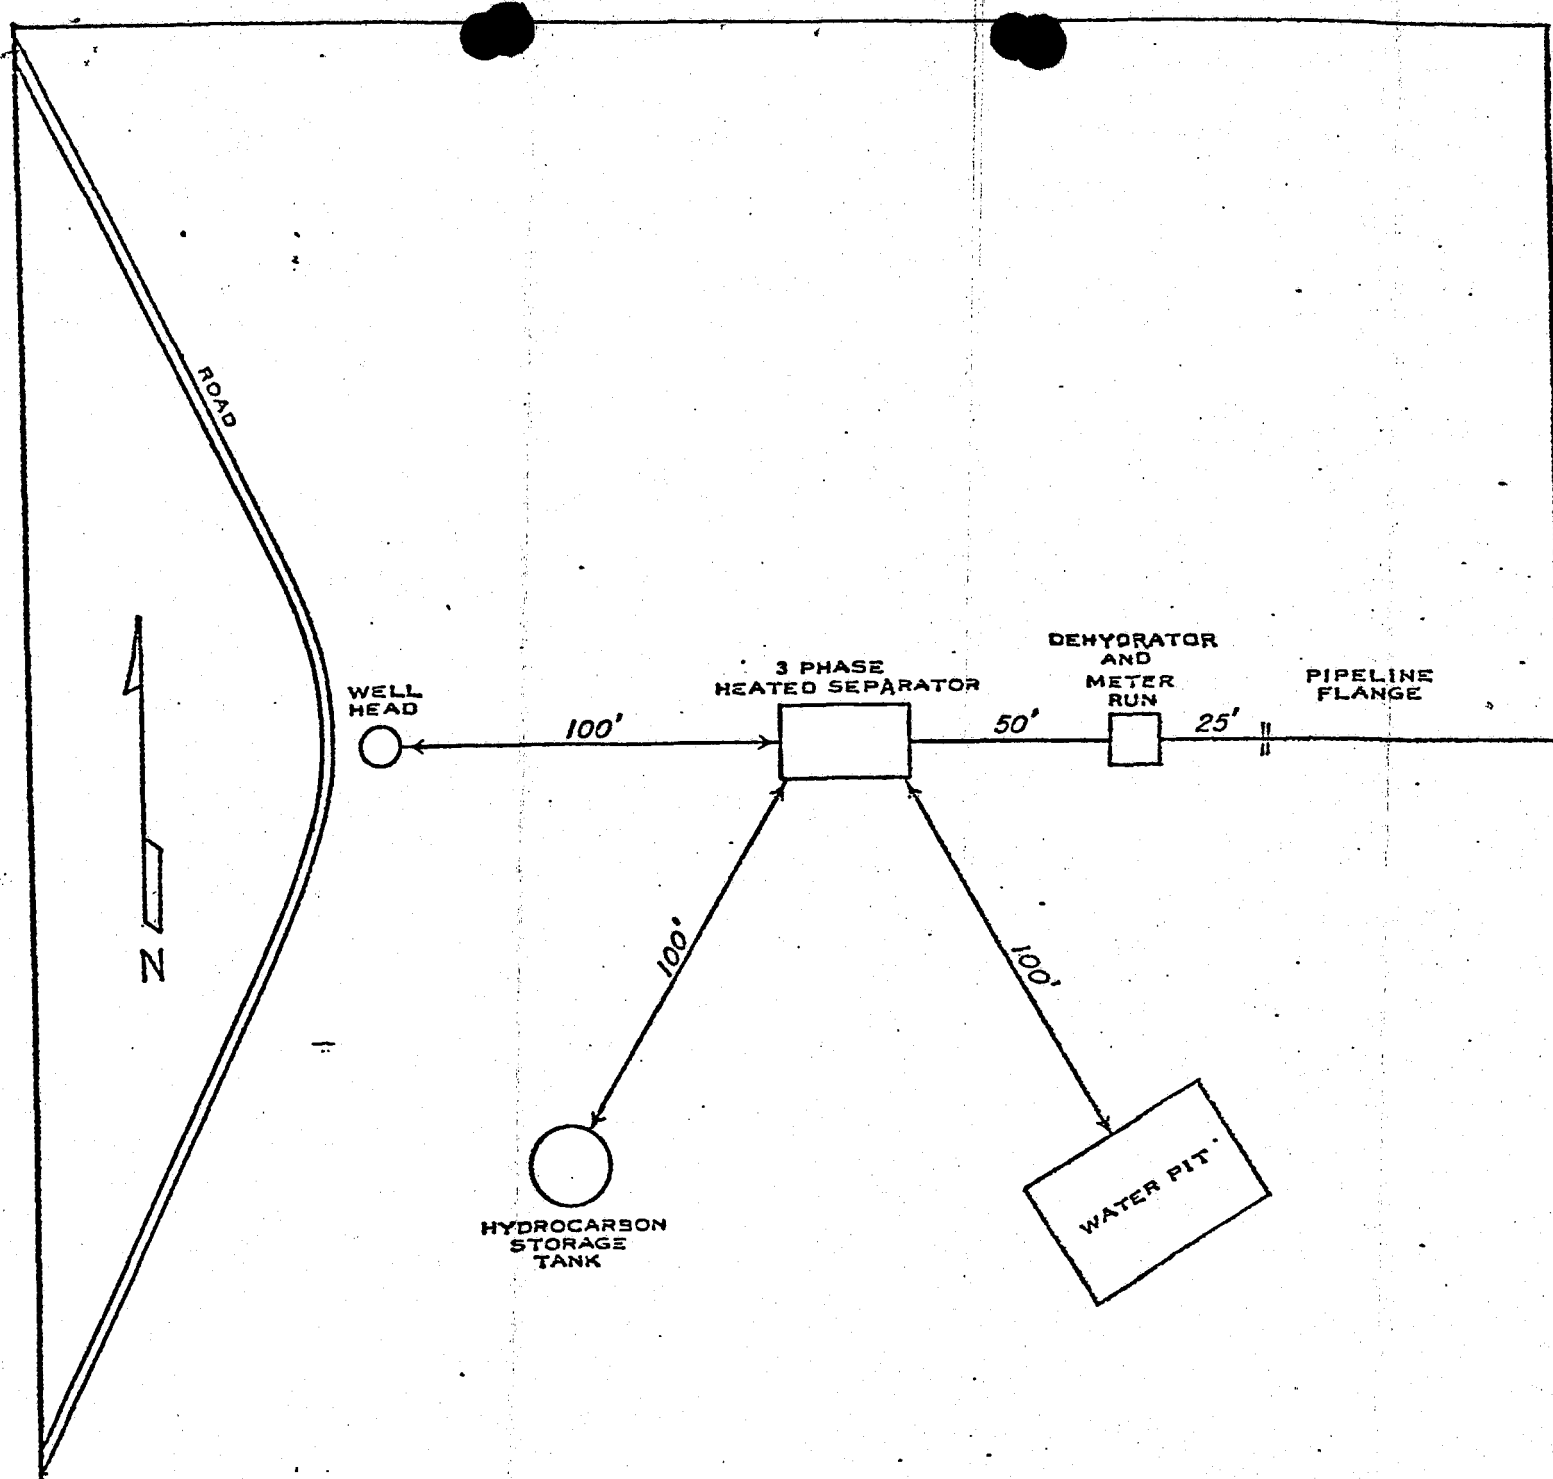 ROAD
WELL
HEAD
100'
3 PHASE
HEATED SEPARATOR
50'
DEHYDRATOR
AND
METER
RUN
25'
PIPELINE
FLANGE
N
100'
100'
HYDROCARBON
STORAGE
TANK
WATER PIT